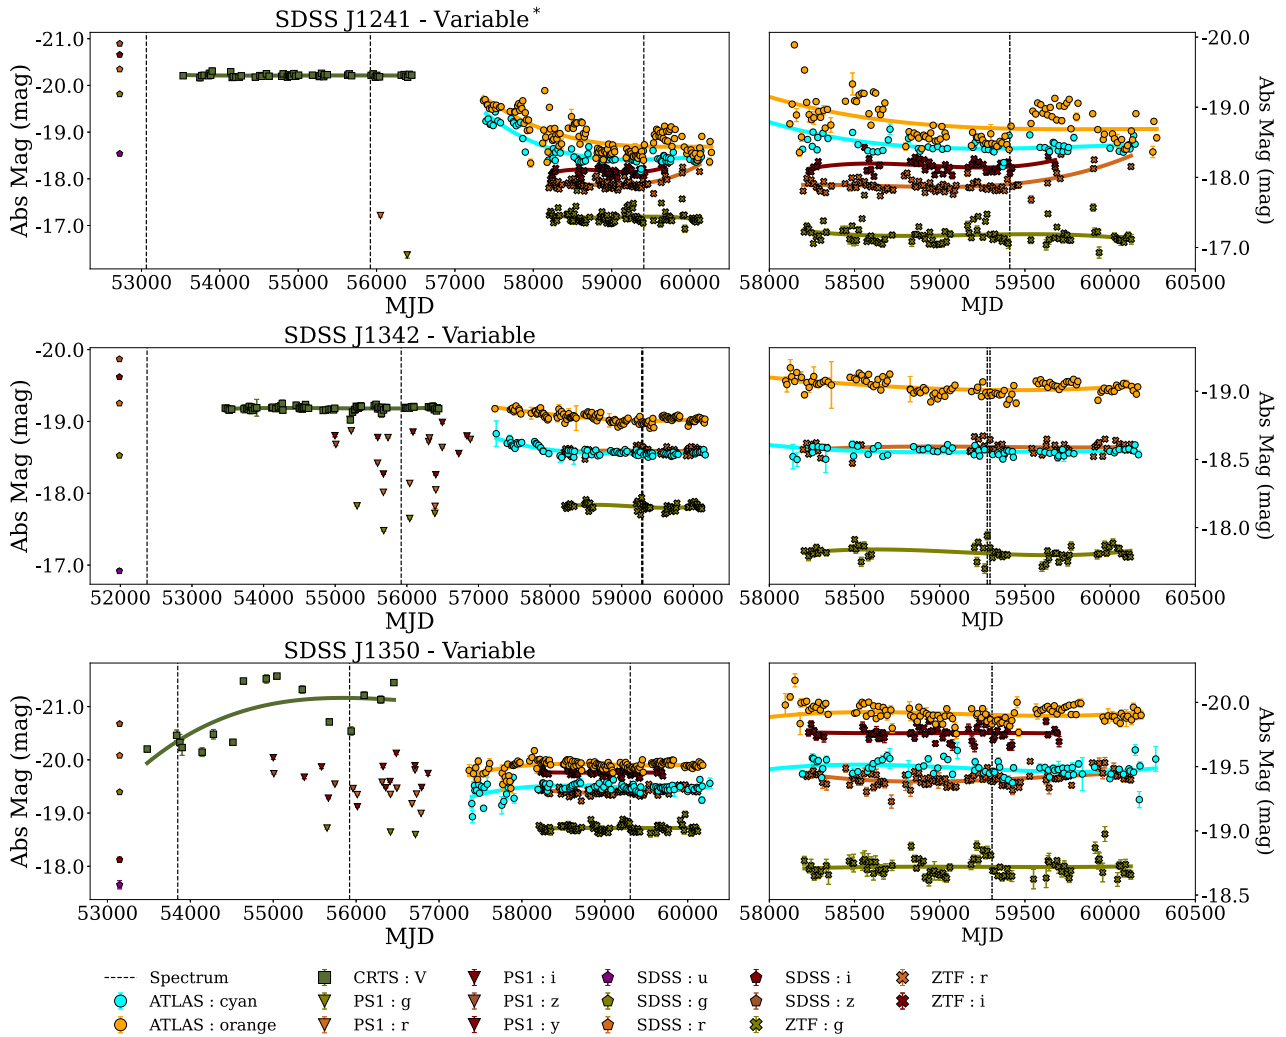 SDSS J1241 - Variable*
Abs Mag (mag)
-21.0
-20.0
-19.0
-18.0
-17.0
53000 54000 55000 56000 57000 58000 59000 60000
MJD
-20.0
-19.0
-18.0
-17.0
Abs Mag (mag)
58000 58500 59000 59500 60000 60500
MJD
SDSS J1342 - Variable
Abs Mag (mag)
-20.0
-19.0
-18.0
-17.0
52000 53000 54000 55000 56000 57000 58000 59000 60000
MJD
-19.0
-18.5
-18.0
Abs Mag (mag)
58000 58500 59000 59500 60000 60500
MJD
SDSS J1350 - Variable
Abs Mag (mag)
-21.0
-20.0
-19.0
-18.0
53000 54000 55000 56000 57000 58000 59000 60000
MJD
-20.0
-19.5
-19.0
-18.5
Abs Mag (mag)
58000 58500 59000 59500 60000 60500
MJD
Spectrum CRTS : V PS1 : i SDSS : u SDSS : i ZTF : r
ATLAS : cyan PS1 : g PS1 : z SDSS : g SDSS : z ZTF : i
ATLAS : orange PS1 : r PS1 : y SDSS : r ZTF : g